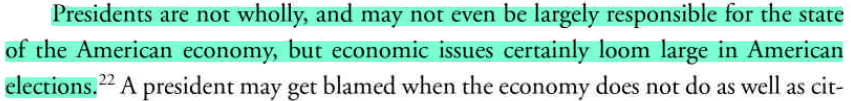 Presidents are not wholly, and may not even be largely responsible for the state
of the American economy, but economic issues certainly loom large in American
elections.22 A president may get blamed when the economy does not do as well as cit-